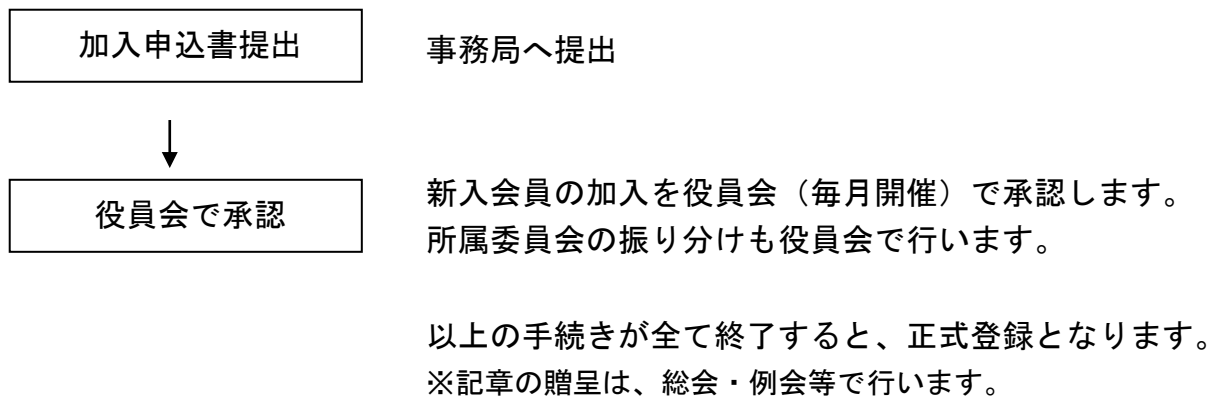 加入申込書提出
事務局へ提出
役員会で承認
新入会員の加入を役員会（毎月開催）で承認します。
所属委員会の振り分けも役員会で行います。
以上の手続きが全て終了すると、正式登録となります。
※記章の贈呈は、総会・例会等で行います。